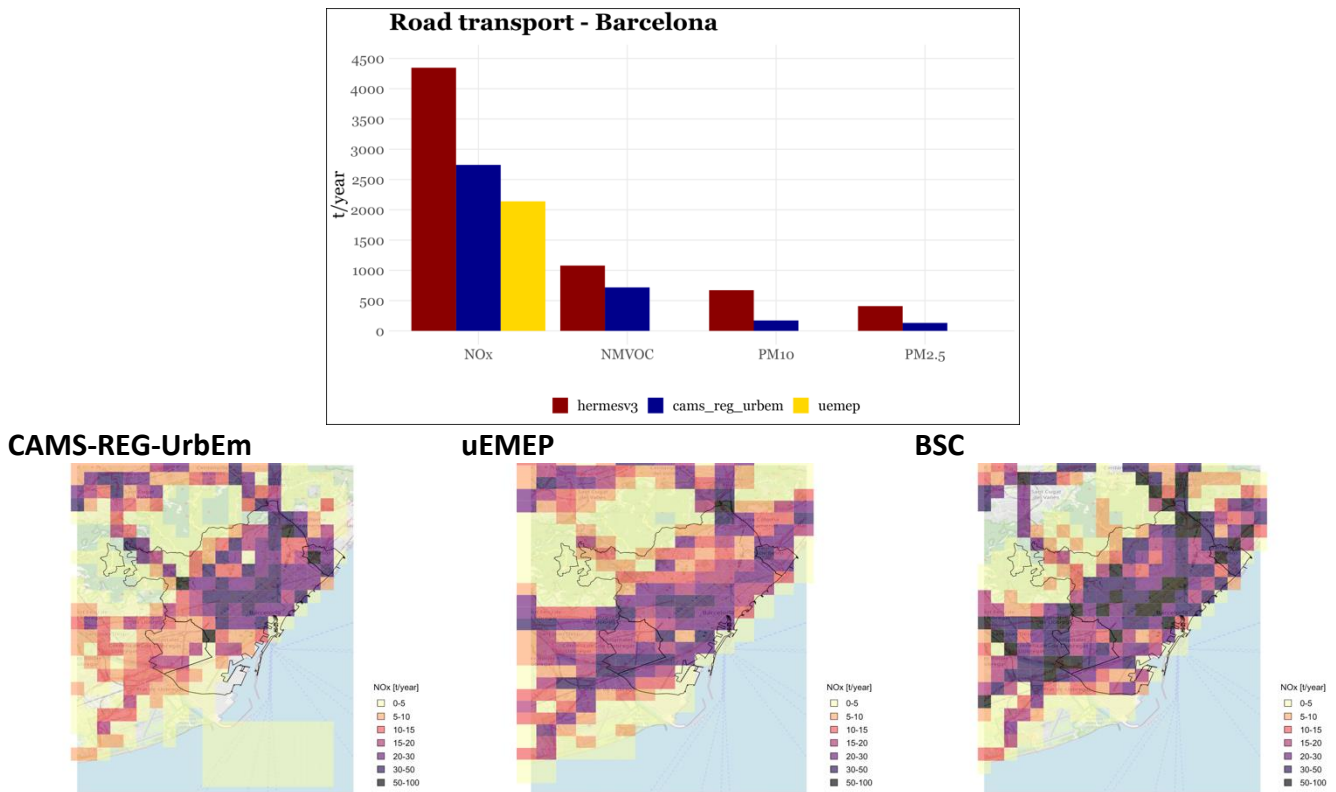 Road transport - Barcelona
4500
4000
3500
3000
2500
2000
1500
1000
500
0
t/year
NOx NMVOC PM10 PM2.5
hermesv3 cams_reg_urbem uemep
CAMS-REG-UrbEm uEMEP BSC
NOx [t/year] NOx [t/year] NOx [t/year]
0-5 0-5 0-5
5-10 5-10 5-10
10-15 10-15 10-15
15-20 15-20 15-20
20-30 20-30 20-30
30-50 30-50 30-50
50-100 50-100 50-100